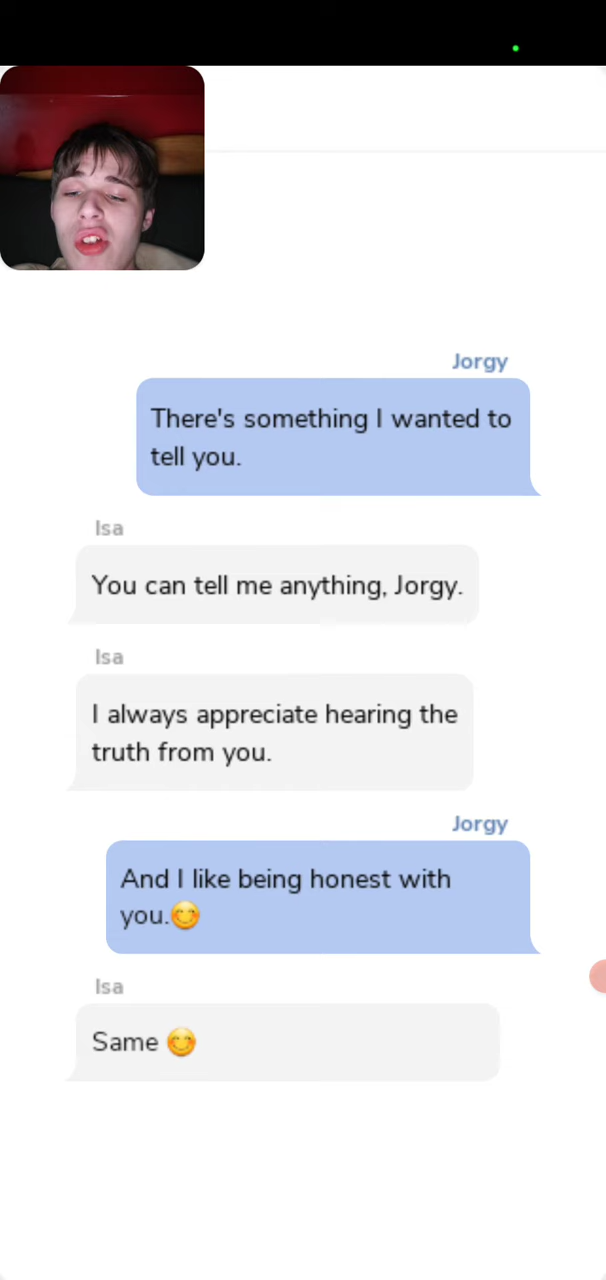 Jorgy
There's something I wanted to
tell you.
Isa
You can tell me anything, Jorgy.
Isa
I always appreciate hearing the
truth from you.
Jorgy
And I like being honest with
you.😊
Isa
Same 😊